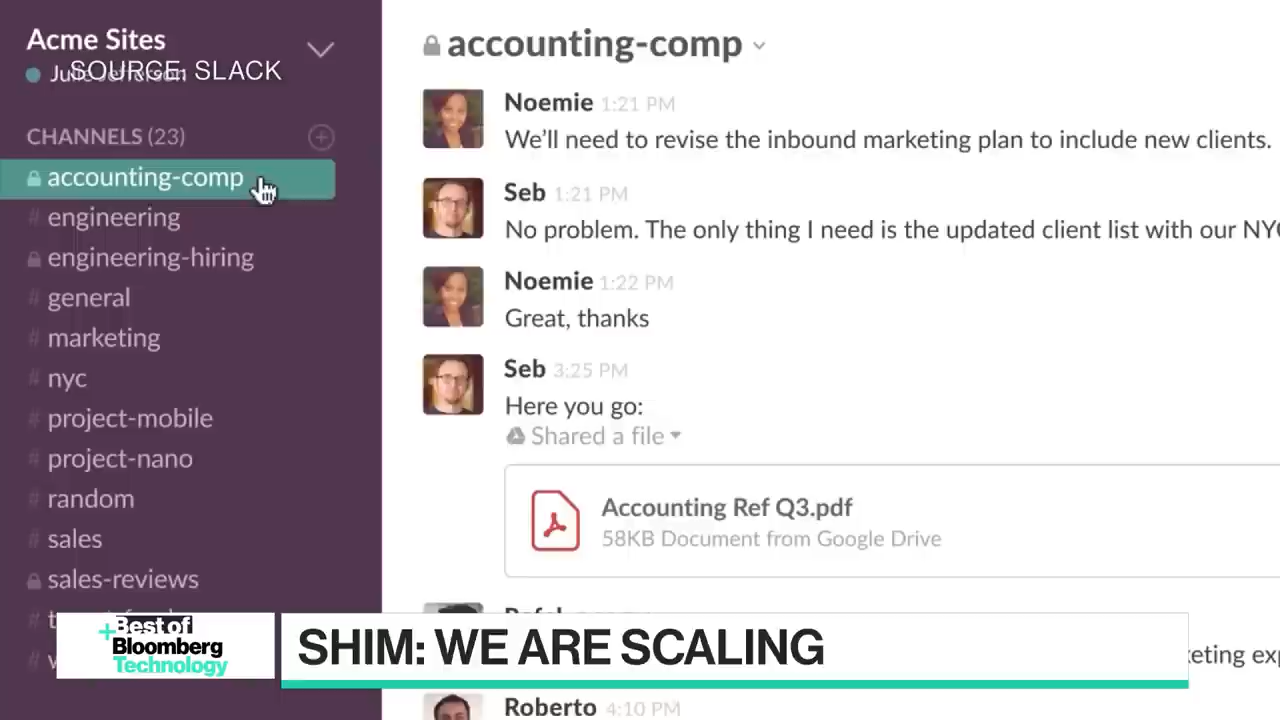 Acme Sites
SOURCE: SLACK
CHANNELS (23)
accounting-comp
# engineering
engineering-hiring
# general
# marketing
# nyc
# project-mobile
# project-nano
# random
# sales
sales-reviews
accounting-comp
Noemie 1:21 PM
We'll need to revise the inbound marketing plan to include new clients.
Seb 1:21 PM
No problem. The only thing I need is the updated client list with our NYC
Noemie 1:22 PM
Great, thanks
Seb 3:25 PM
Here you go:
Shared a file
Accounting Ref Q3.pdf
58KB Document from Google Drive
Roberto 4:10 PM
+Best of
Bloomberg
Technology
SHIM: WE ARE SCALING